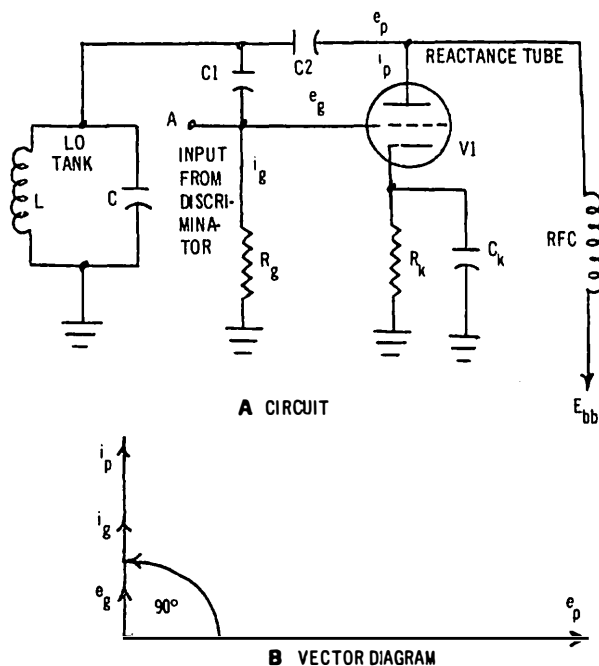 e_p
C2
REACTANCE TUBE
C1
i_p
e_g
A
V1
LO
TANK
INPUT
FROM
DISCRI-
MINA-
TOR
i_g
L
C
R_g
R_k
C_k
RFC
E_bb
A CIRCUIT
i_p
i_g
e_g
90°
e_p
B VECTOR DIAGRAM